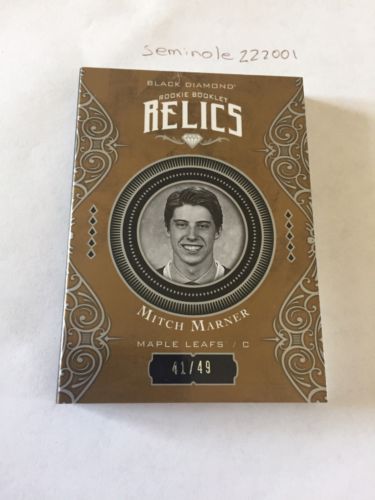 seminole 222001
BLACK DIAMOND
ROOKIE BOOKLET
RELICS
MITCH MARNER
MAPLE LEAFS / C
41/49